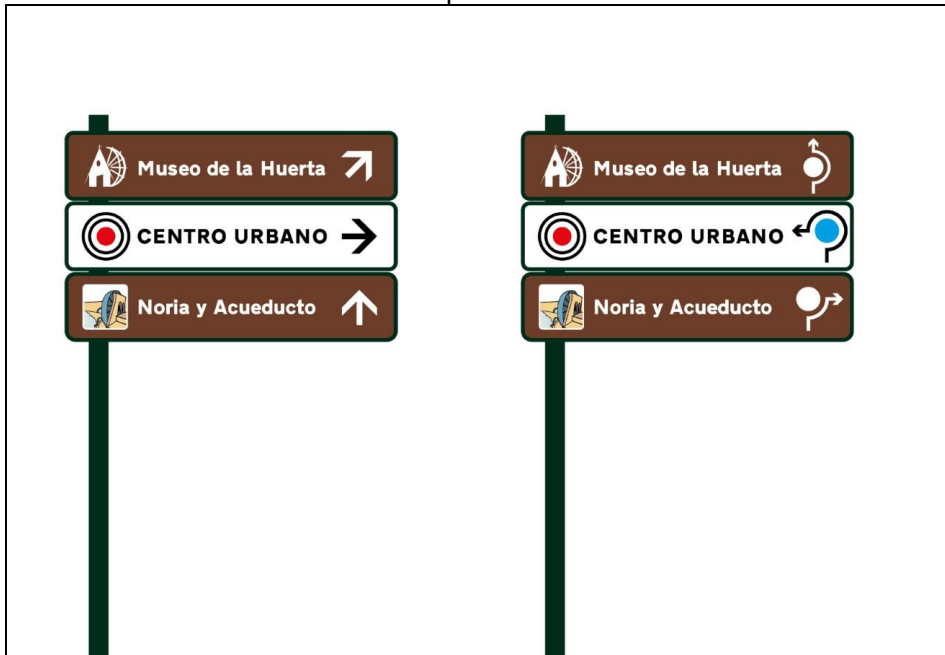 Museo de la Huerta
CENTRO URBANO
Noria y Acueducto
Museo de la Huerta
CENTRO URBANO
Noria y Acueducto